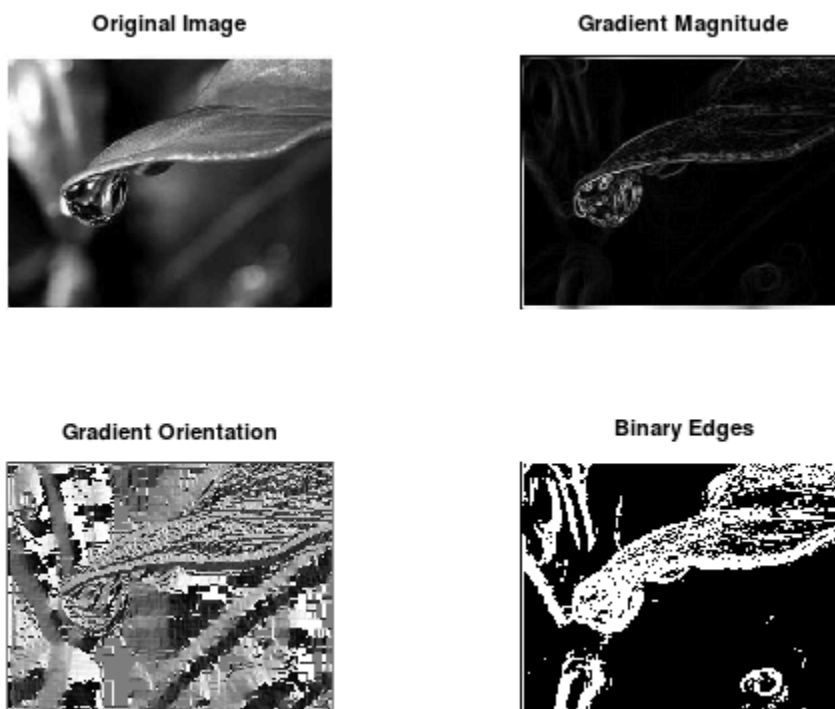 Original Image
Gradient Magnitude
Gradient Orientation
Binary Edges